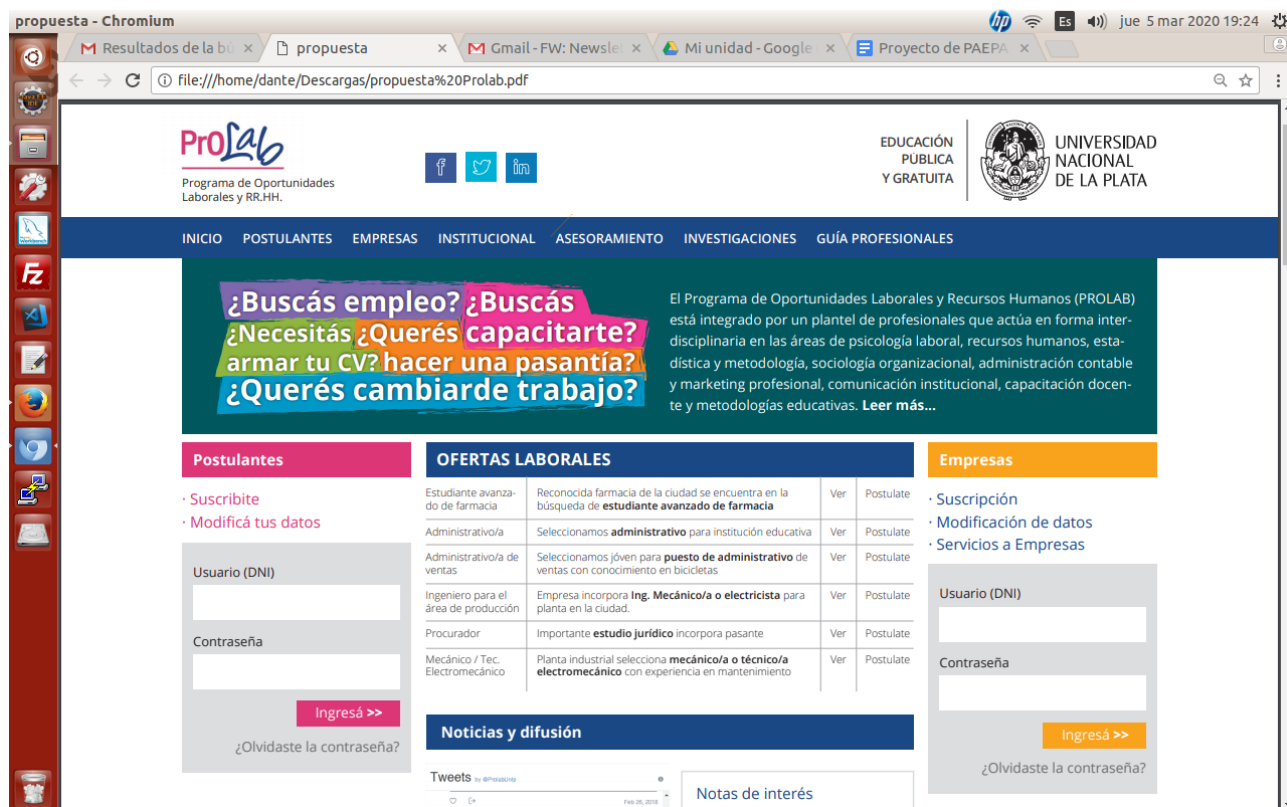 propuesta - Chromium
Es
jue 5 mar 2020 19:24
Resultados de la bú
propuesta
Gmail - FW: Newsle
Mi unidad - Google
Proyecto de PAEPA
file:///home/dante/Descargas/propuesta%20Prolab.pdf
ProLab
Programa de Oportunidades
Laborales y RR.HH.
EDUCACIÓN
PÚBLICA
Y GRATUITA
UNIVERSIDAD
NACIONAL
DE LA PLATA
INICIO POSTULANTES EMPRESAS INSTITUCIONAL ASESORAMIENTO INVESTIGACIONES GUÍA PROFESIONALES
¿Buscás empleo? ¿Buscás
¿Necesitás ¿Querés capacitarte?
armar tu CV? hacer una pasantía?
¿Querés cambiarde trabajo?
El Programa de Oportunidades Laborales y Recursos Humanos (PROLAB)
está integrado por un plantel de profesionales que actúa en forma inter-
disciplinaria en las áreas de psicología laboral, recursos humanos, esta-
dística y metodología, sociología organizacional, administración contable
y marketing profesional, comunicación institucional, capacitación docen-
te y metodologías educativas. Leer más...
Postulantes
· Suscribite
· Modificá tus datos
Usuario (DNI)
Contraseña
Ingresá >>
¿Olvidaste la contraseña?
OFERTAS LABORALES
Estudiante avanza-
do de farmacia
Reconocida farmacia de la ciudad se encuentra en la
búsqueda de estudiante avanzado de farmacia
Ver Postulate
Administrativo/a
Seleccionamos administrativo para institución educativa
Ver Postulate
Administrativo/a de
ventas
Seleccionamos jóven para puesto de administrativo de
ventas con conocimiento en bicicletas
Ver Postulate
Ingeniero para el
área de producción
Empresa incorpora Ing. Mecánico/a o electricista para
planta en la ciudad.
Ver Postulate
Procurador
Importante estudio jurídico incorpora pasante
Ver Postulate
Mecánico / Tec.
Electromecánico
Planta industrial selecciona mecánico/a o técnico/a
electromecánico con experiencia en mantenimiento
Ver Postulate
Noticias y difusión
Tweets by @ProlabUnlp
Feb 26, 2018
Notas de interés
Empresas
· Suscripción
· Modificación de datos
· Servicios a Empresas
Usuario (DNI)
Contraseña
Ingresá >>
¿Olvidaste la contraseña?